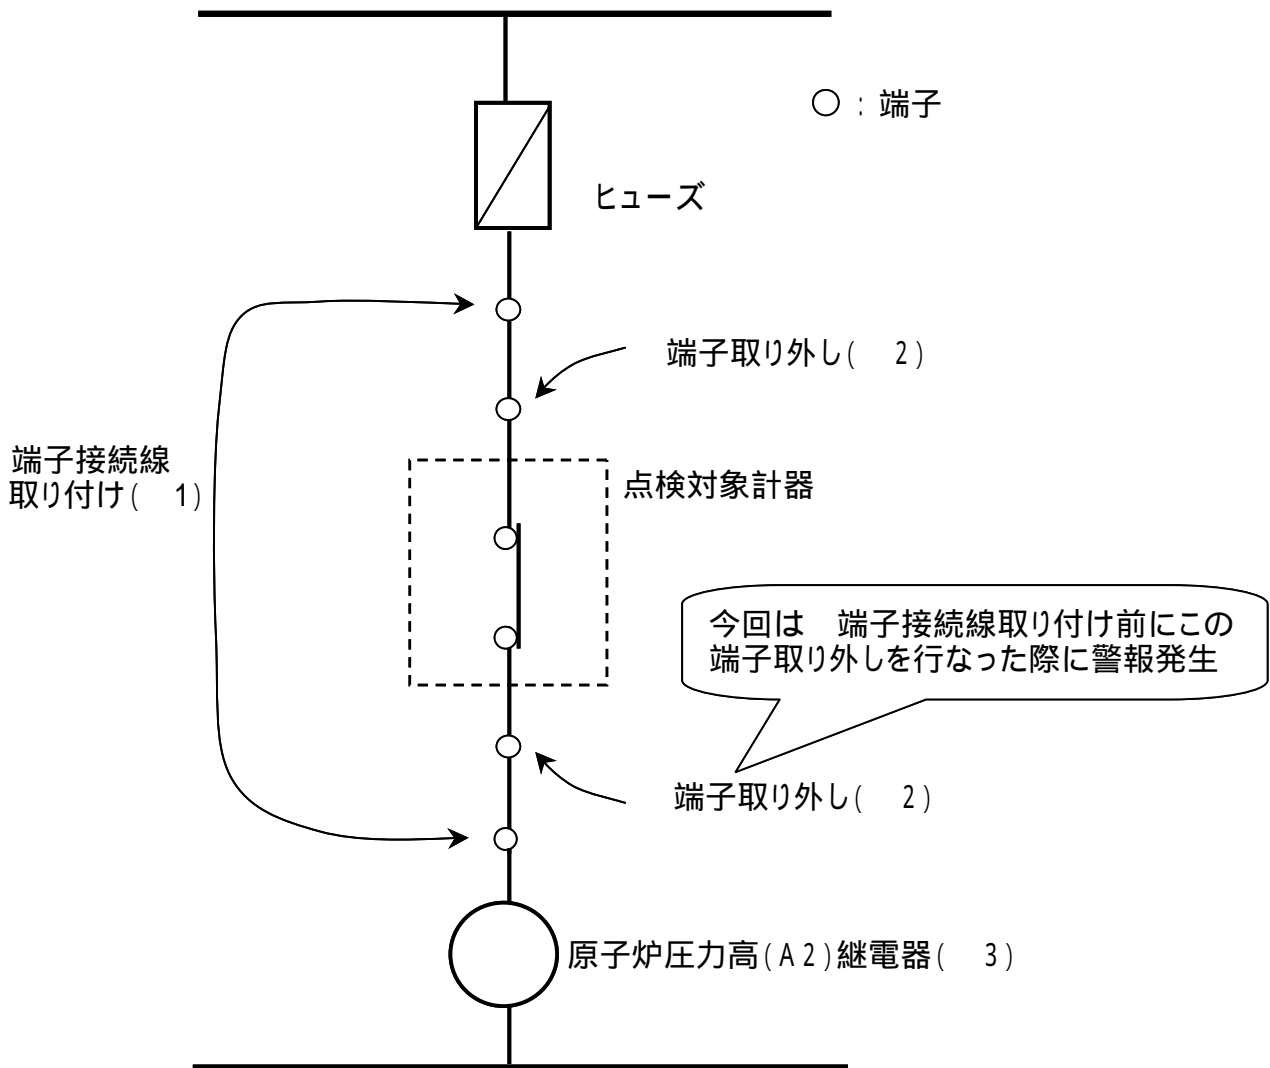 ：端子
ヒューズ
端子取り外し(　2)
端子接続線
取り付け(　1)
点検対象計器
今回は　端子接続線取り付け前にこの
端子取り外しを行なった際に警報発生
端子取り外し(　2)
原子炉圧力高(A2)継電器(　3)